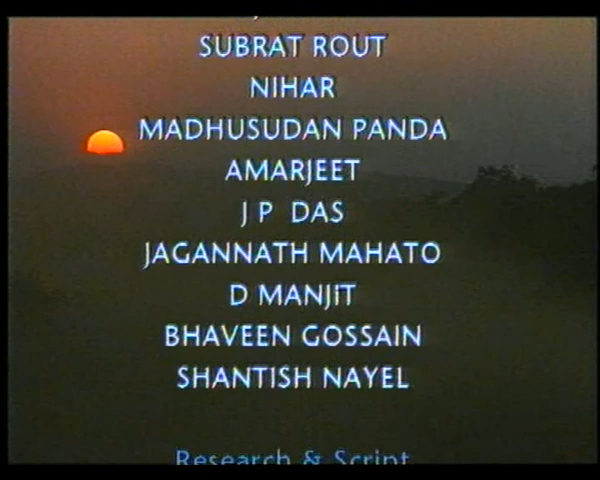 SUBRAT ROUT
NIHAR
MADHUSUDAN PANDA
AMARJEET
J P DAS
JAGANNATH MAHATO
D MANJIT
BHAVEEN GOSSAIN
SHANTISH NAYEL
Research & Script